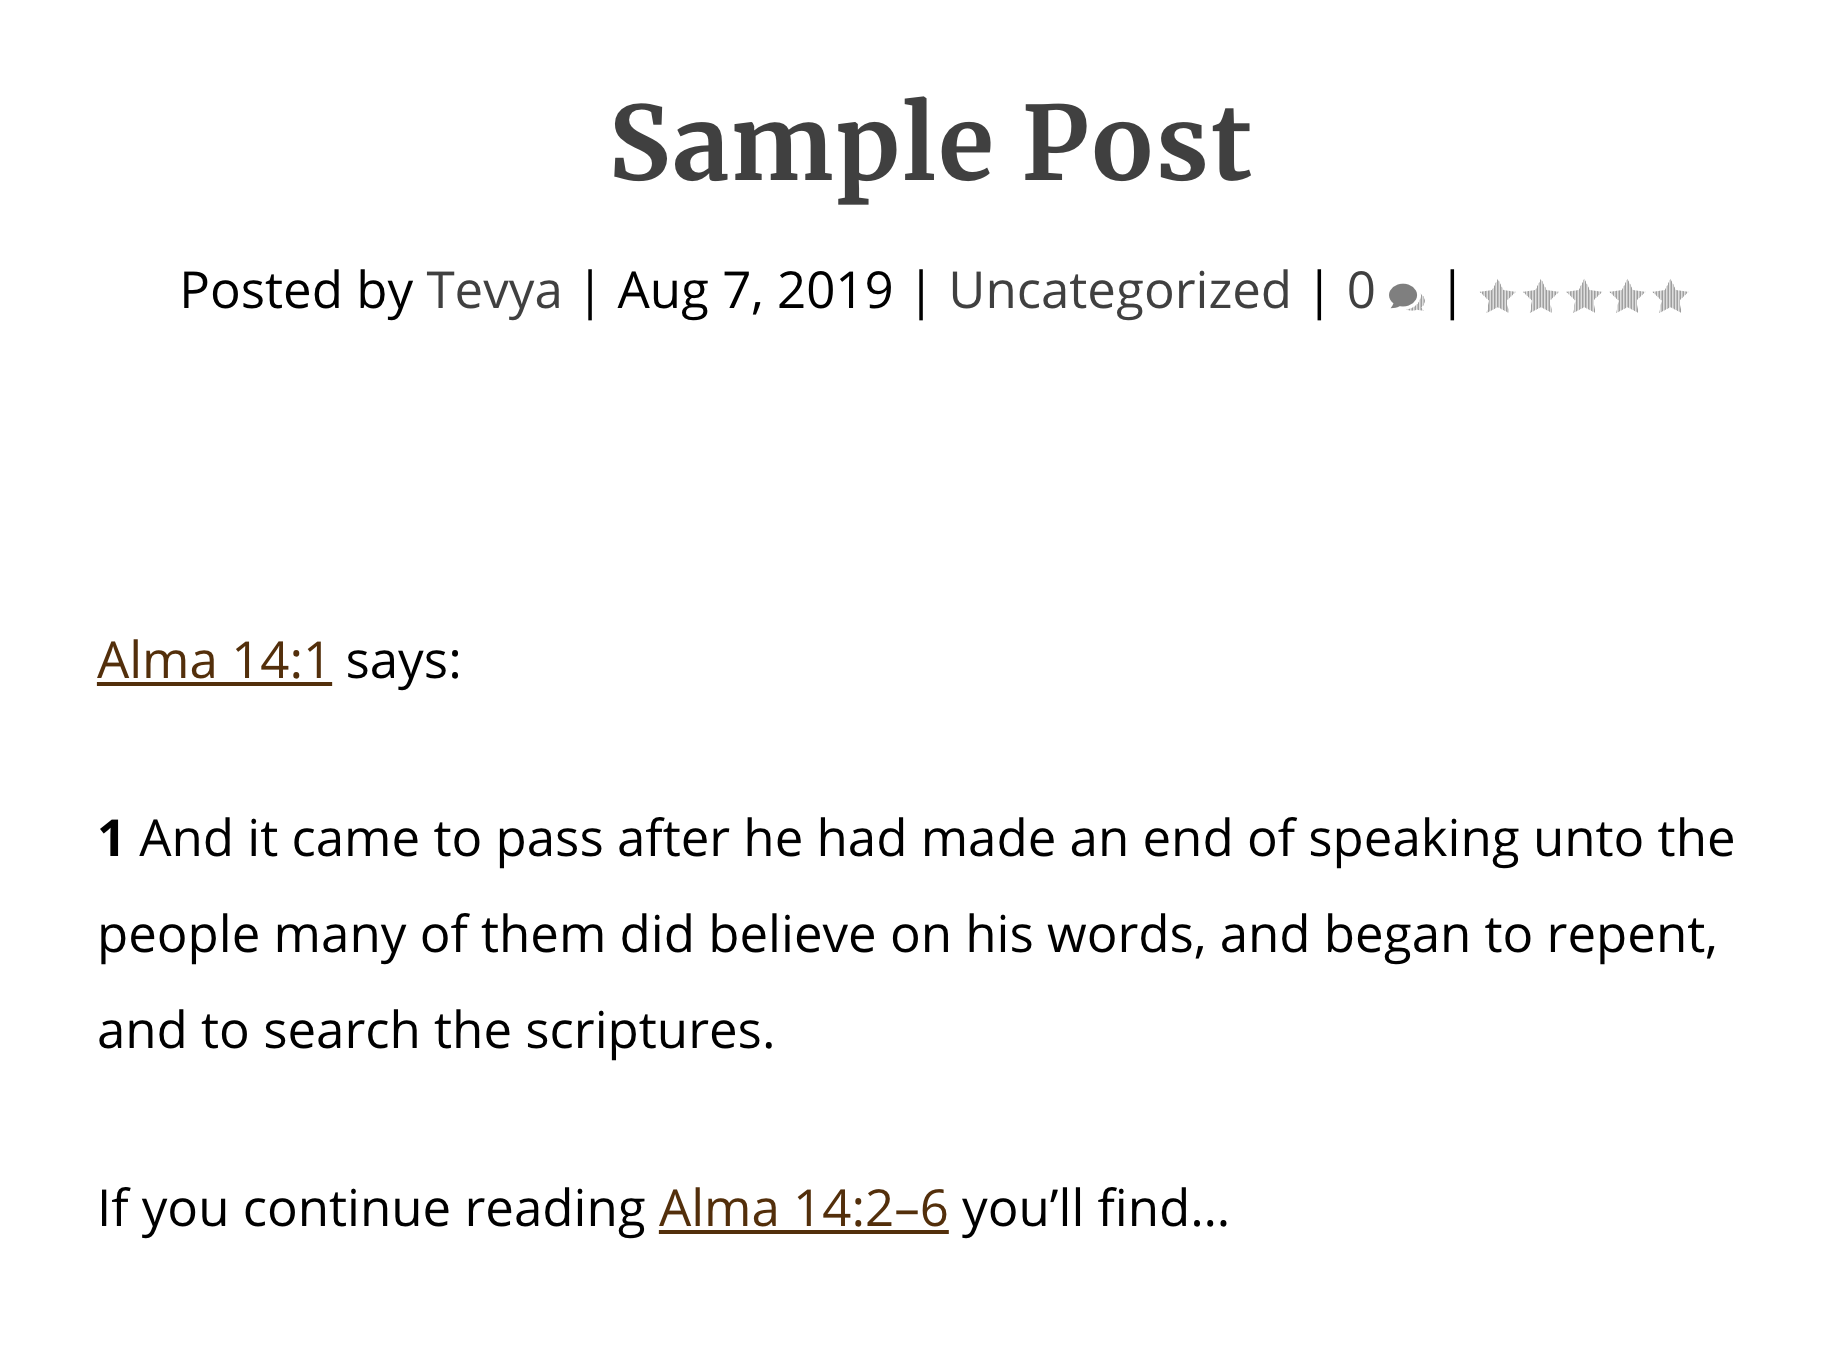 Sample Post
Posted by Tevya | Aug 7, 2019 | Uncategorized | 0 |
Alma 14:1 says:
1 And it came to pass after he had made an end of speaking unto the
people many of them did believe on his words, and began to repent,
and to search the scriptures.
If you continue reading Alma 14:2–6 you’ll find…